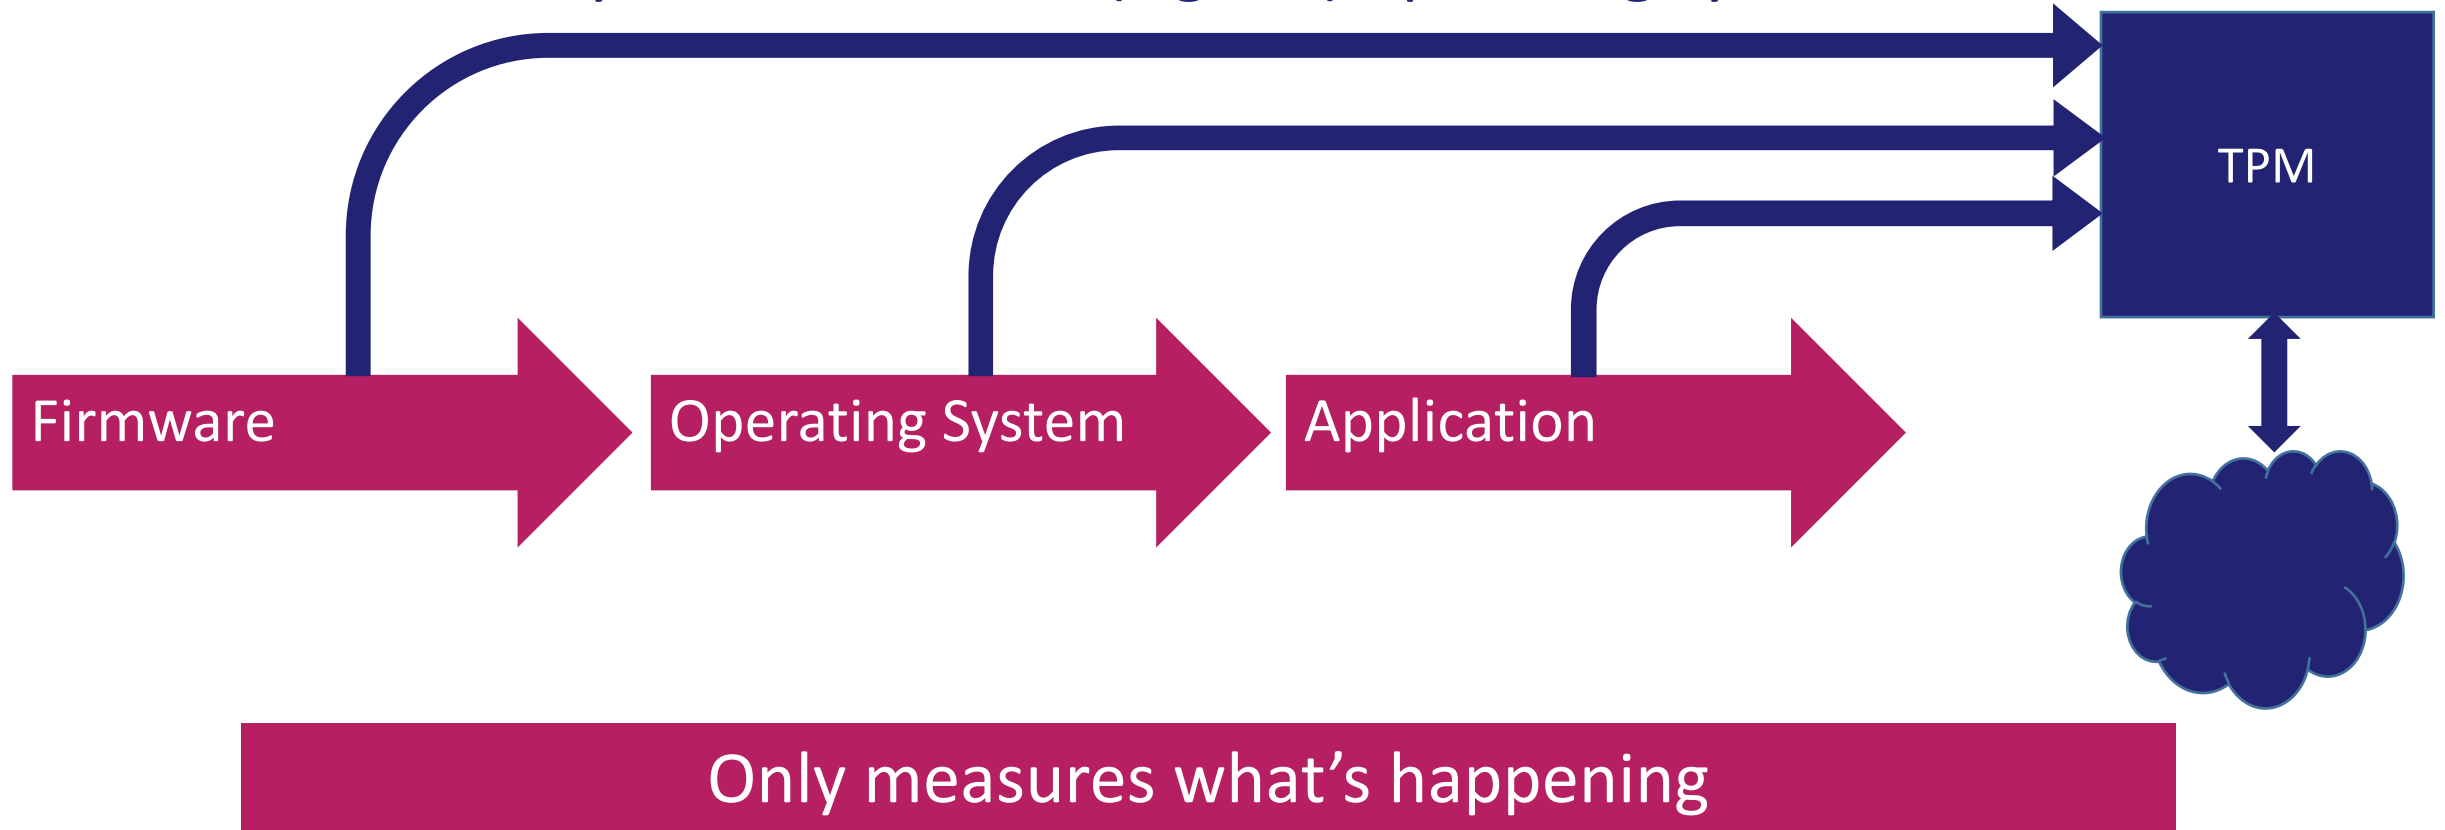 TPM
Firmware
Operating System
Application
Only measures what’s happening